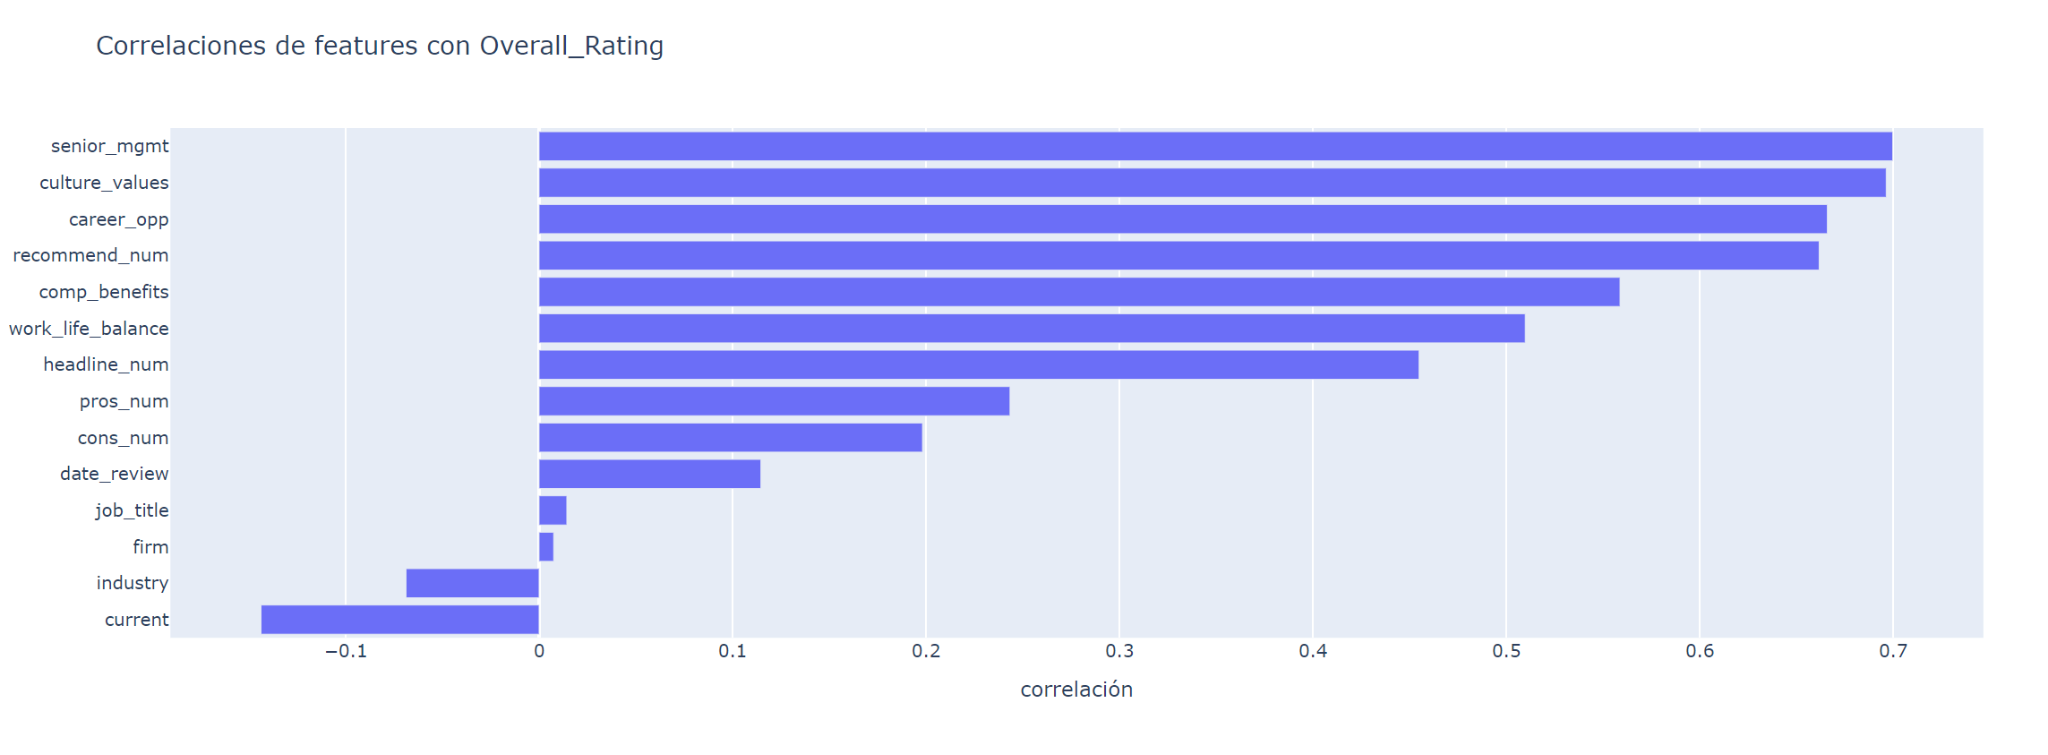 Correlaciones de features con Overall_Rating
senior_mgmt
culture_values
career_opp
recommend_num
comp_benefits
work_life_balance
headline_num
pros_num
cons_num
date_review
job_title
firm
industry
current
−0.1 0 0.1 0.2 0.3 0.4 0.5 0.6 0.7
correlación